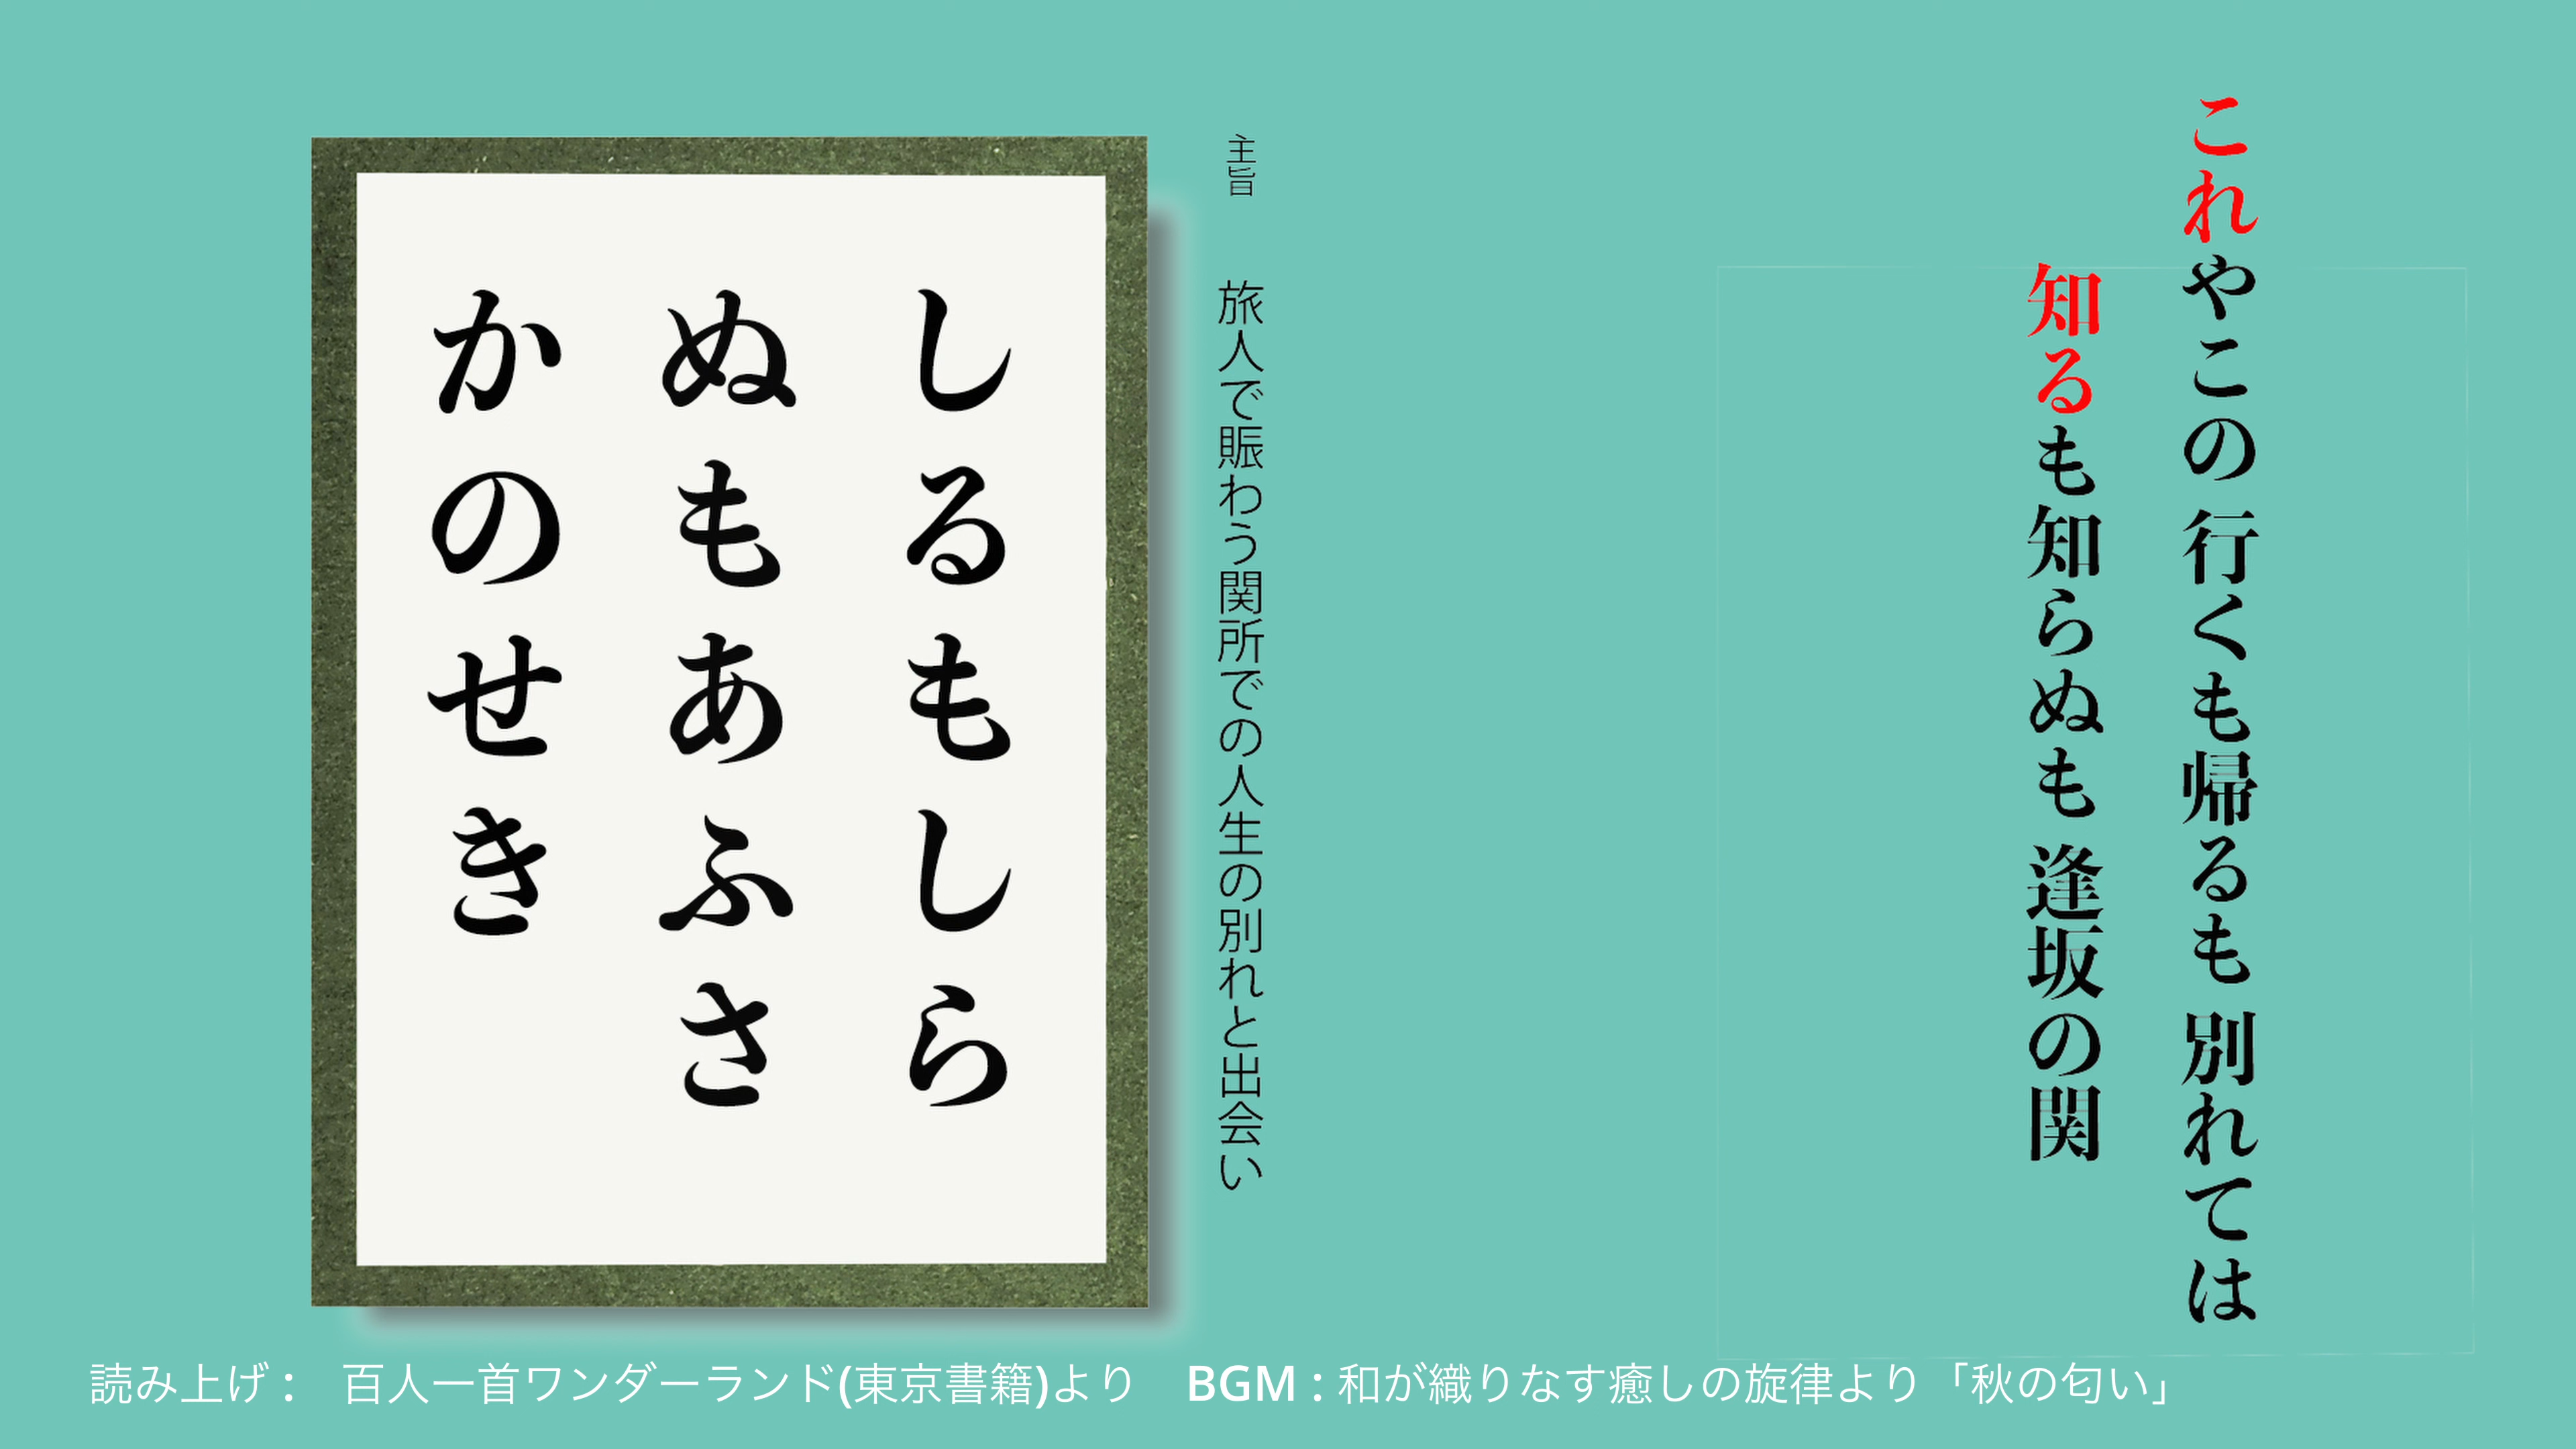 これやこの 行くも帰るも 別れては
知るも知らぬも 逢坂の関
主旨 旅人で賑わう関所での人生の別れと出会い
しるもしら
ぬもあふさ
かのせき
読み上げ： 百人一首ワンダーランド(東京書籍)より BGM：和が織りなす癒しの旋律より「秋の匂い」